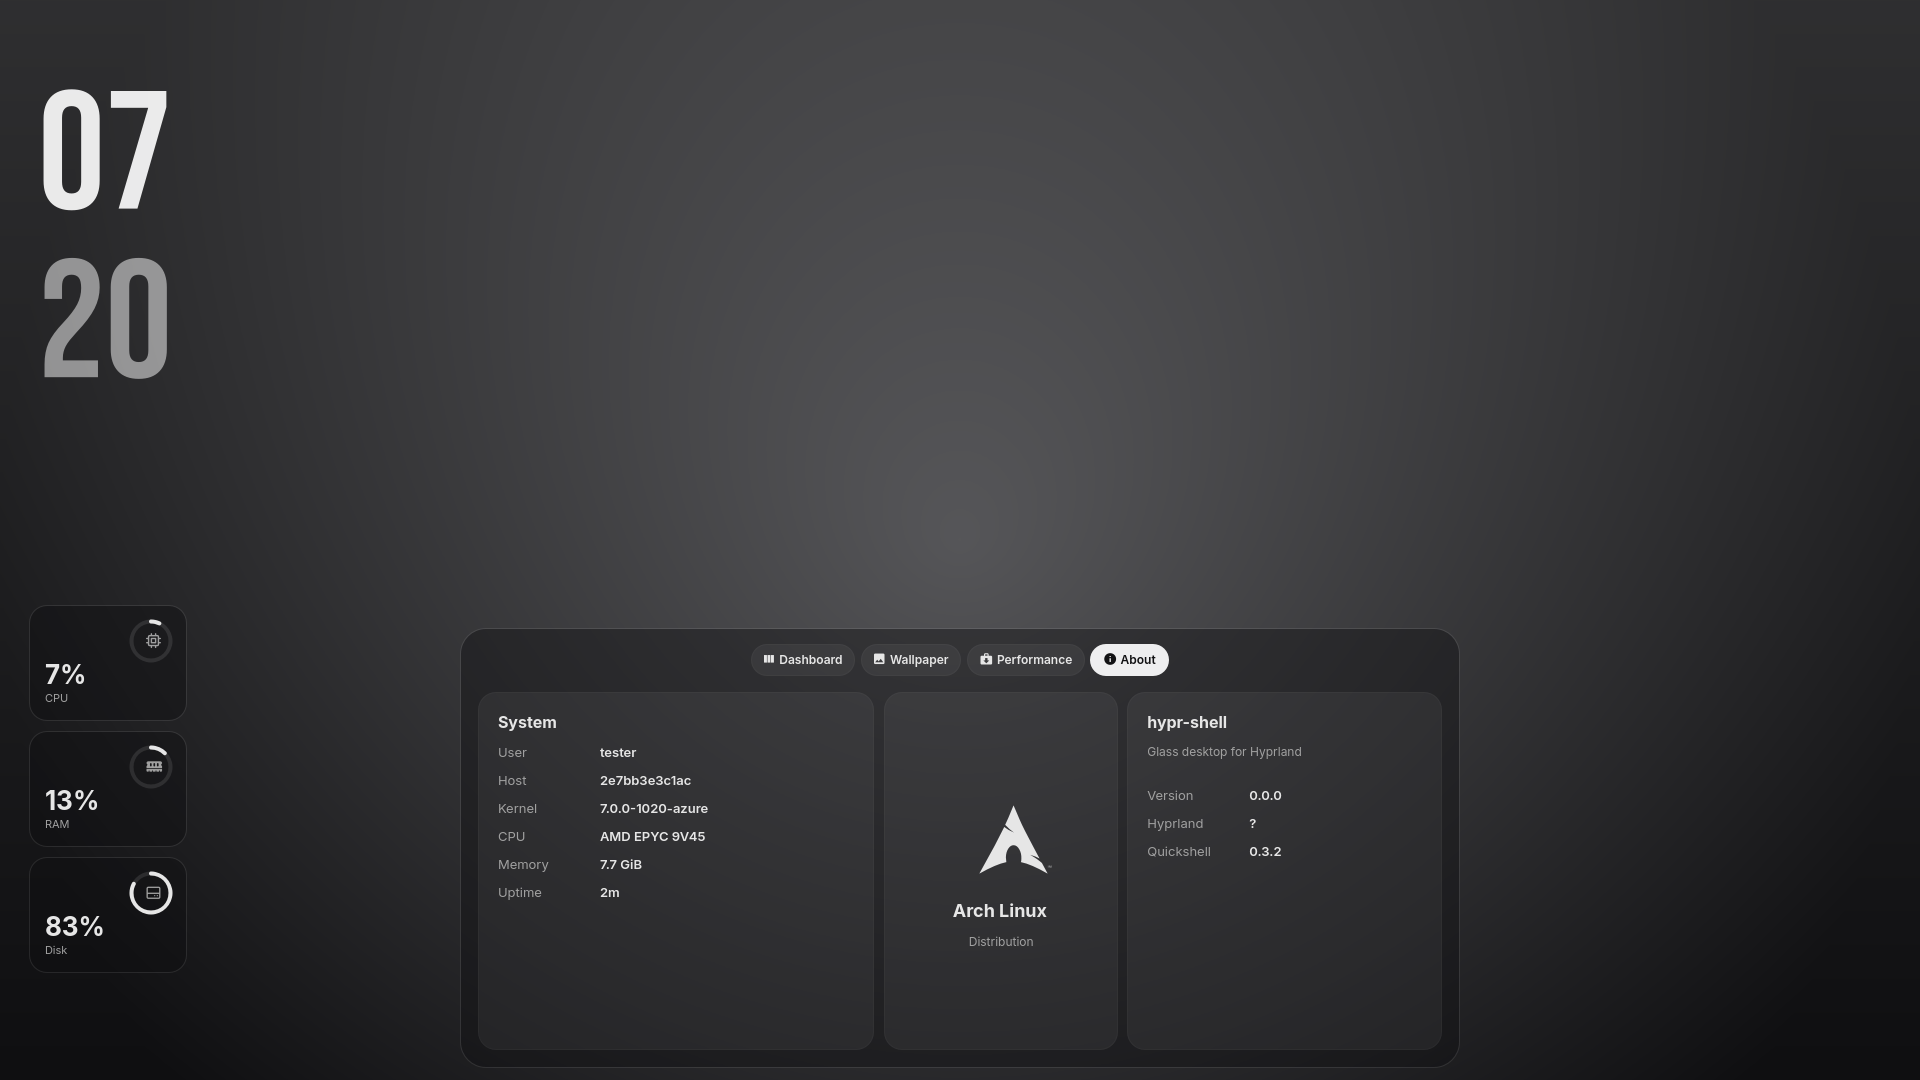 07
20
7%
CPU
13%
RAM
83%
Disk
Dashboard Wallpaper Performance About
System
User tester
Host 2e7bb3e3c1ac
Kernel 7.0.0-1020-azure
CPU AMD EPYC 9V45
Memory 7.7 GiB
Uptime 2m
Arch Linux
Distribution
hypr-shell
Glass desktop for Hyprland
Version 0.0.0
Hyprland ?
Quickshell 0.3.2